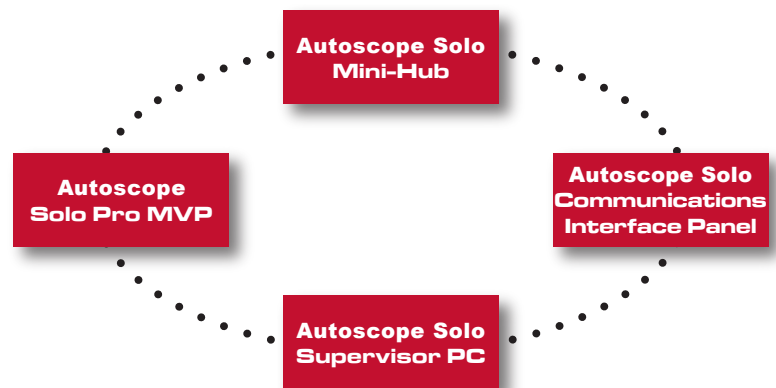 Autoscope Solo
Mini-Hub
Autoscope
Solo Pro MVP
Autoscope Solo
Communications
Interface Panel
Autoscope Solo
Supervisor PC